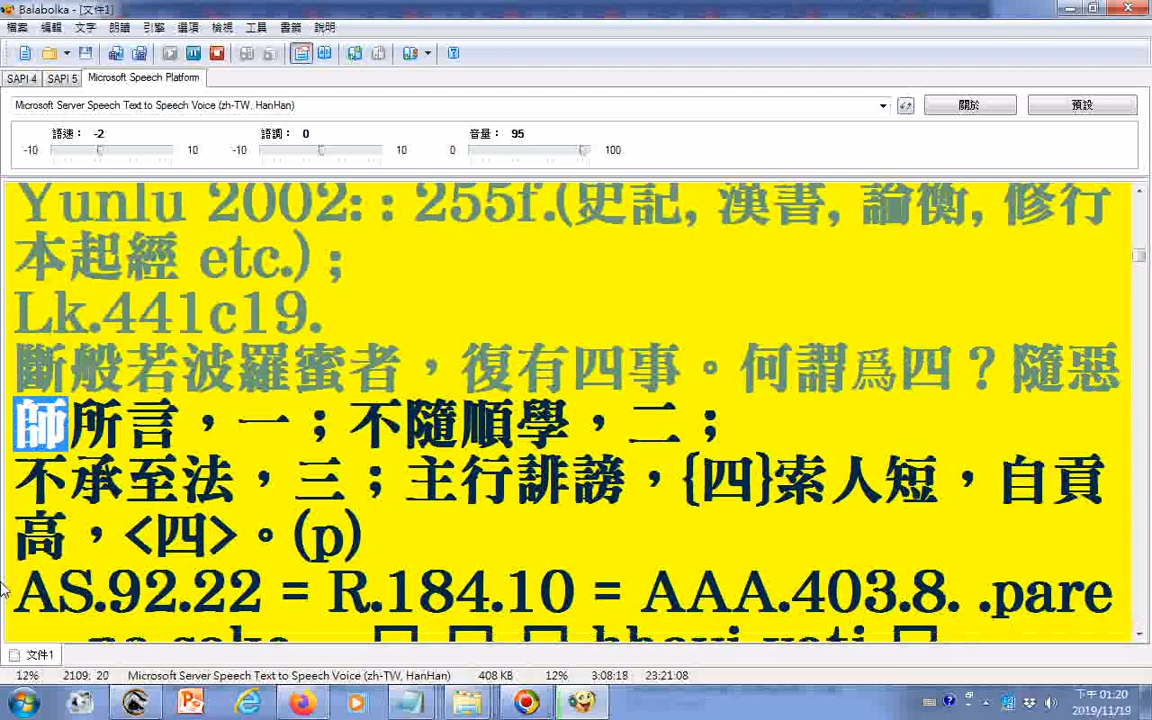 Balabolka - [文件1]
檔案 編輯 文字 朗讀 引擎 選項 檢視 工具 書籤 說明
SAPI 4 SAPI 5 Microsoft Speech Platform
Microsoft Server Speech Text to Speech Voice (zh-TW, HanHan)
關於 預設
語速： -2 語調： 0 音量： 95
-10 10 -10 10 0 100
Yunlu 2002: : 255f.(史記, 漢書, 論衡, 修行
本起經 etc.)；
Lk.441c19.
斷般若波羅蜜者，復有四事。何謂爲四？隨惡
師所言，一；不隨順學，二；
不承至法，三；主行誹謗，{四}索人短，自貢
高，<四>。(p)
AS.92.22 = R.184.10 = AAA.403.8. .pare
文件1
12% 2109, 20 Microsoft Server Speech Text to Speech Voice (zh-TW, HanHan) 408 KB 12% 3:08:18 23:21:08
下午 01:20
2019/11/19